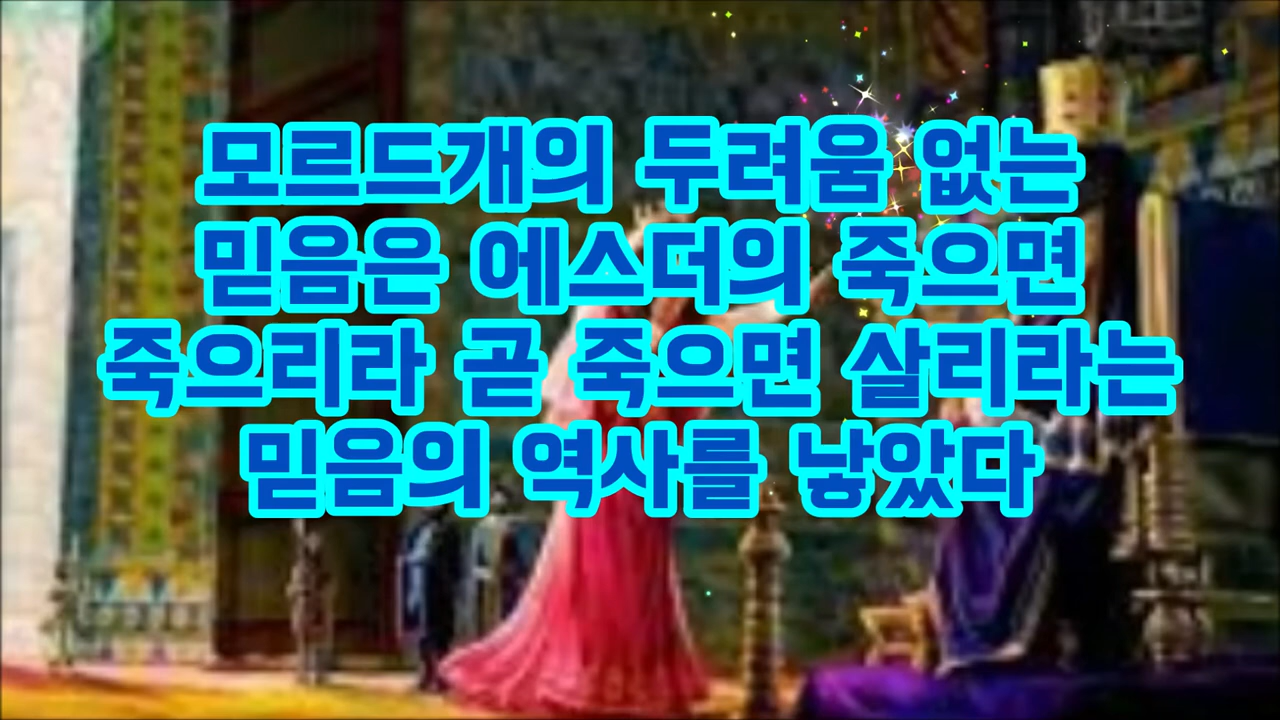 모르드개의 두려움 없는
믿음은 에스더의 죽으면
죽으리라 곧 죽으면 살리라는
믿음의 역사를 낳았다